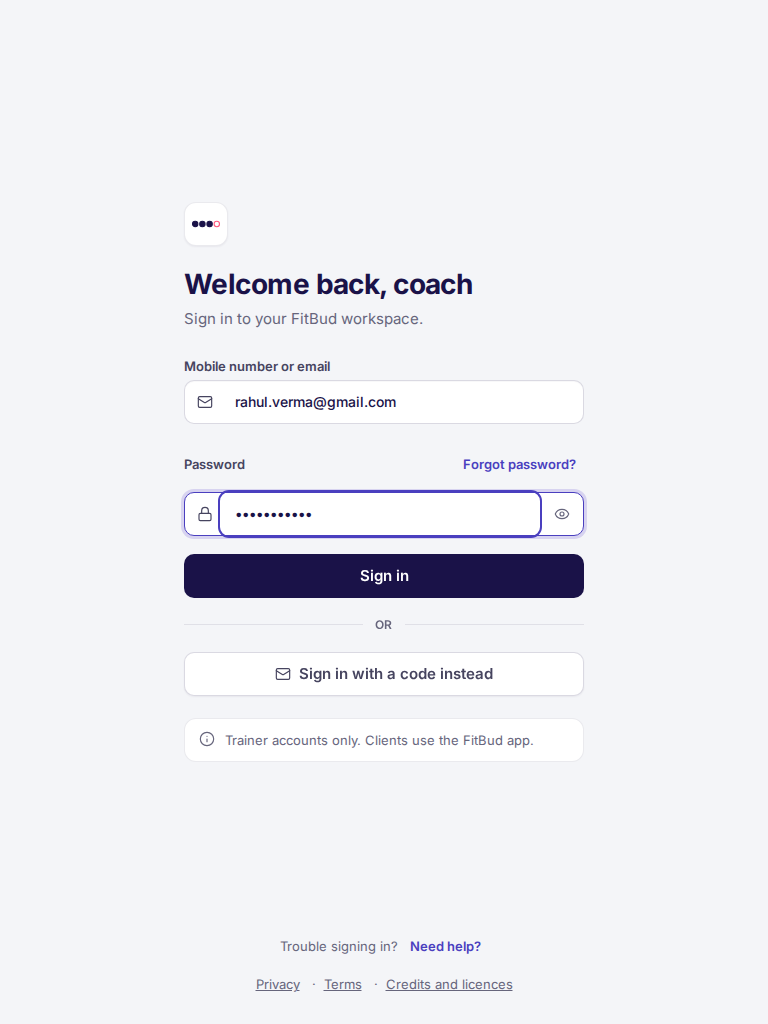 Welcome back, coach
Sign in to your FitBud workspace.
Mobile number or email
rahul.verma@gmail.com
Password Forgot password?
•••••••••••
Sign in
OR
Sign in with a code instead
Trainer accounts only. Clients use the FitBud app.
Trouble signing in? Need help?
Privacy · Terms · Credits and licences